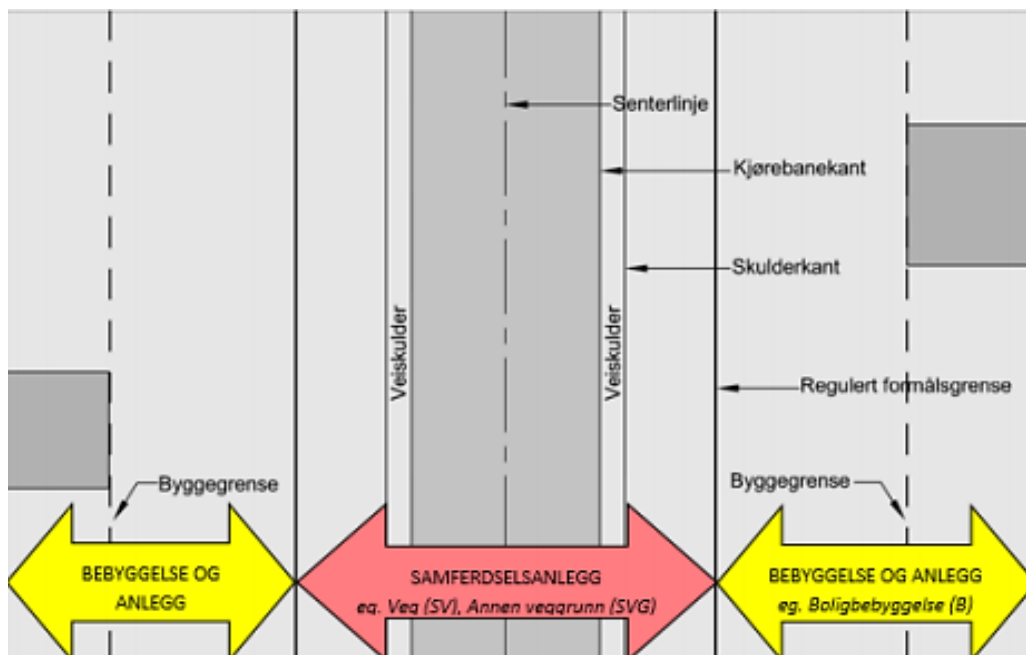 Senterlinje
Kjørebanekant
Skulderkant
Veiskulder
Veiskulder
Regulert formålsgrense
Byggegrense
Byggegrense
BEBYGGELSE OG
ANLEGG
SAMFERDSELSANLEGG
eg. Veg (SV), Annen veggrunn (SVG)
BEBYGGELSE OG ANLEGG
eg. Boligbebyggelse (B)